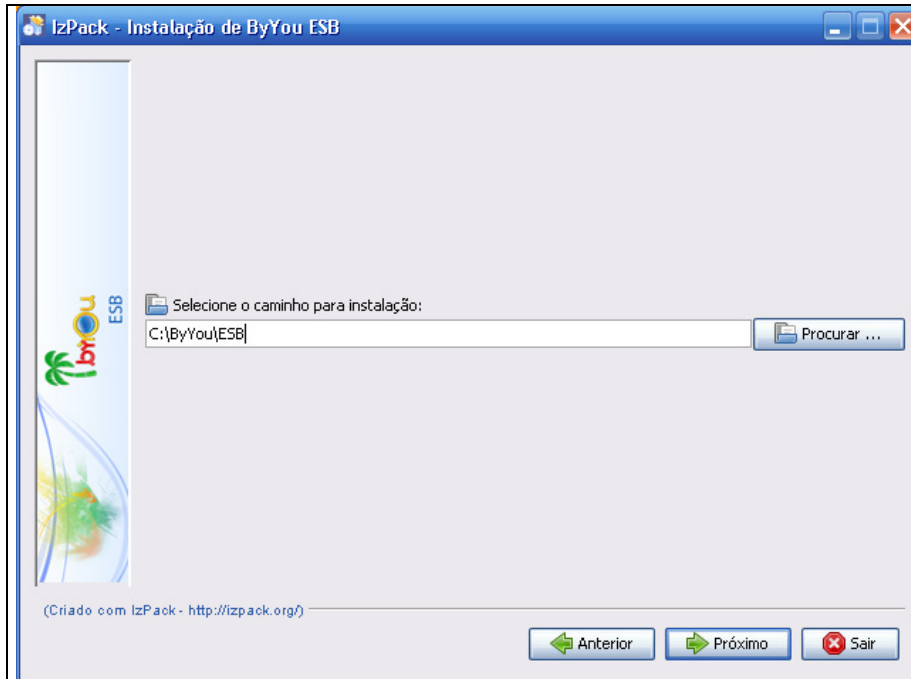 IzPack - Instalação de ByYou ESB
byYOU
ESB
Selecione o caminho para instalação:
C:\ByYou\ESB
Procurar ...
(Criado com IzPack - http://izpack.org/)
Anterior
Próximo
Sair